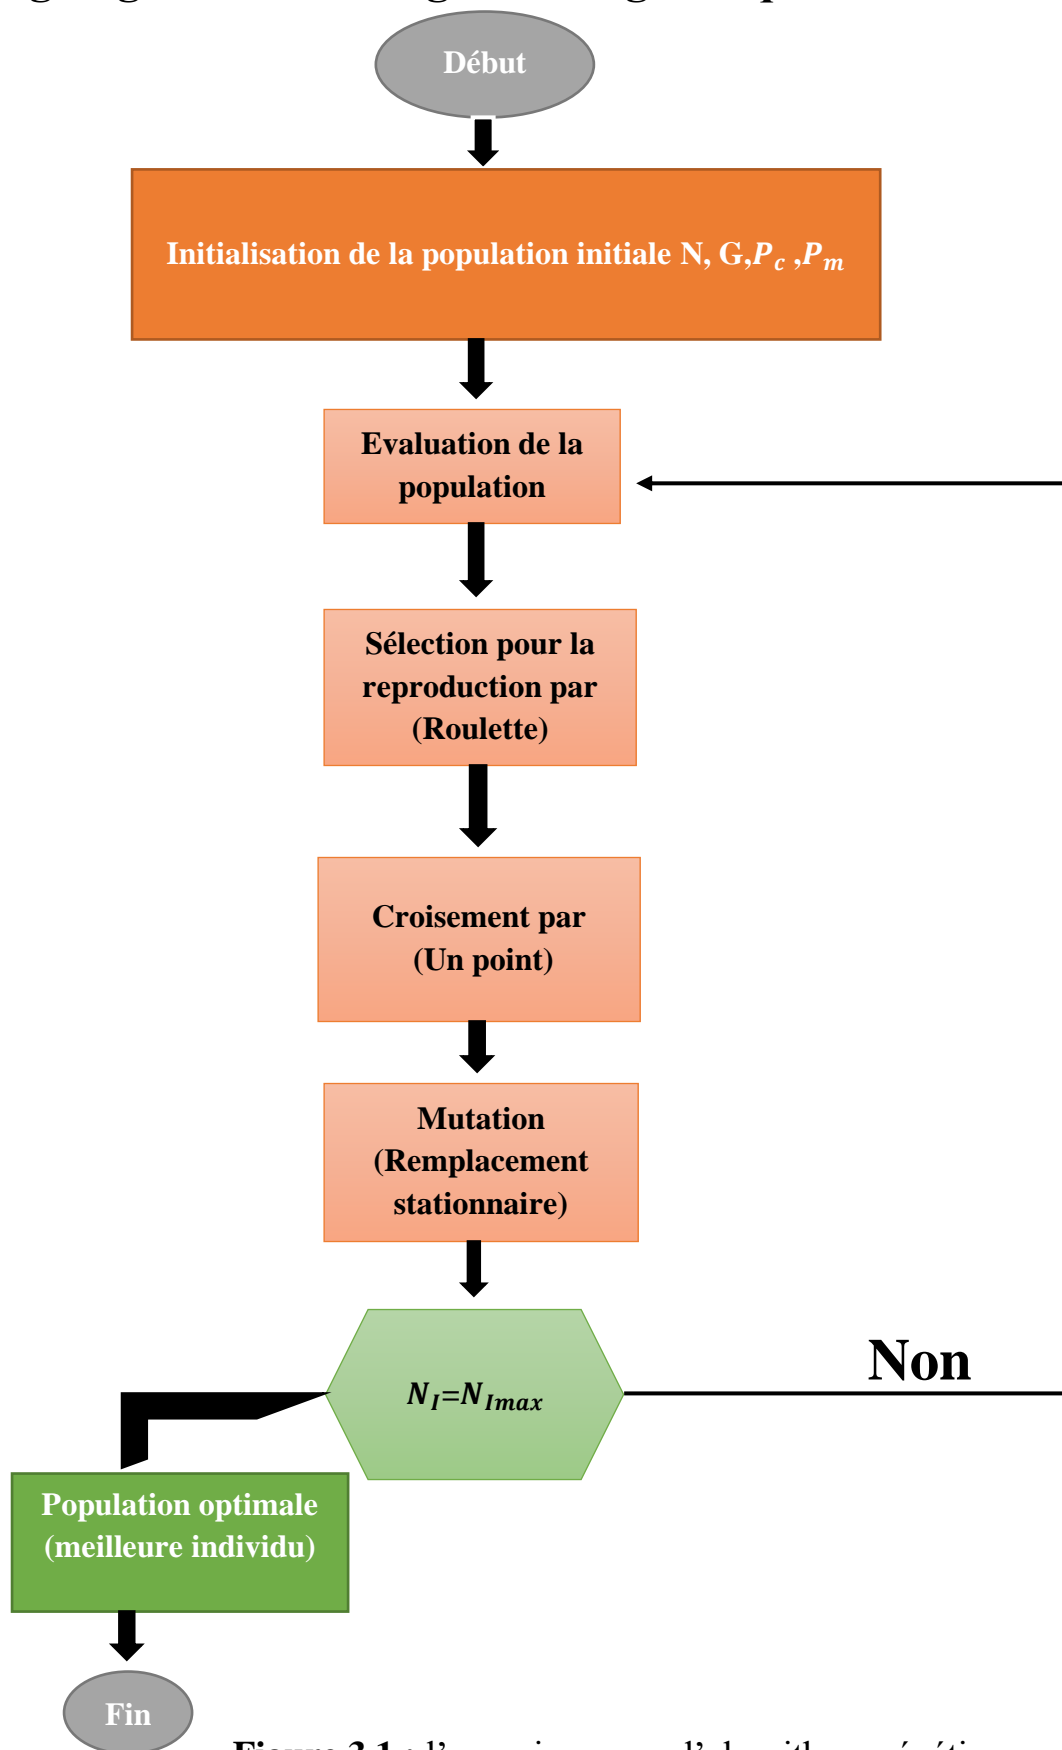 Début
Initialisation de la population initiale N, G,P_c ,P_m
Evaluation de la
population
Sélection pour la
reproduction par
(Roulette)
Croisement par
(Un point)
Mutation
(Remplacement
stationnaire)
N_I=N_Imax
Non
Population optimale
(meilleure individu)
Fin